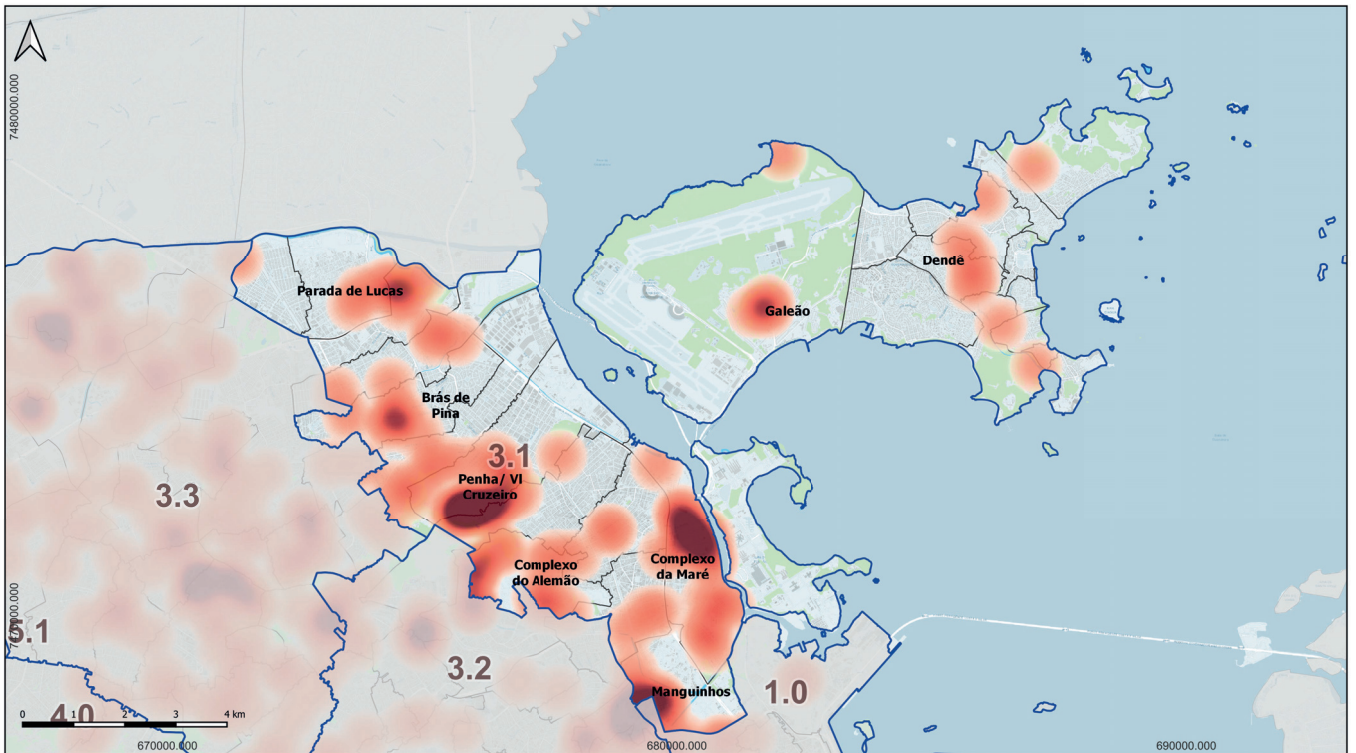 7480000.000
Dendê
Parada de Lucas
Galeão
Brás de
Pina
3.1
3.3
Penha/ Vl
Cruzeiro
Complexo
do Alemão
Complexo
da Maré
5.1
3.2
Manguinhos
1.0
4.0
0 1 2 3 4 km
670000.000
680000.000
690000.000